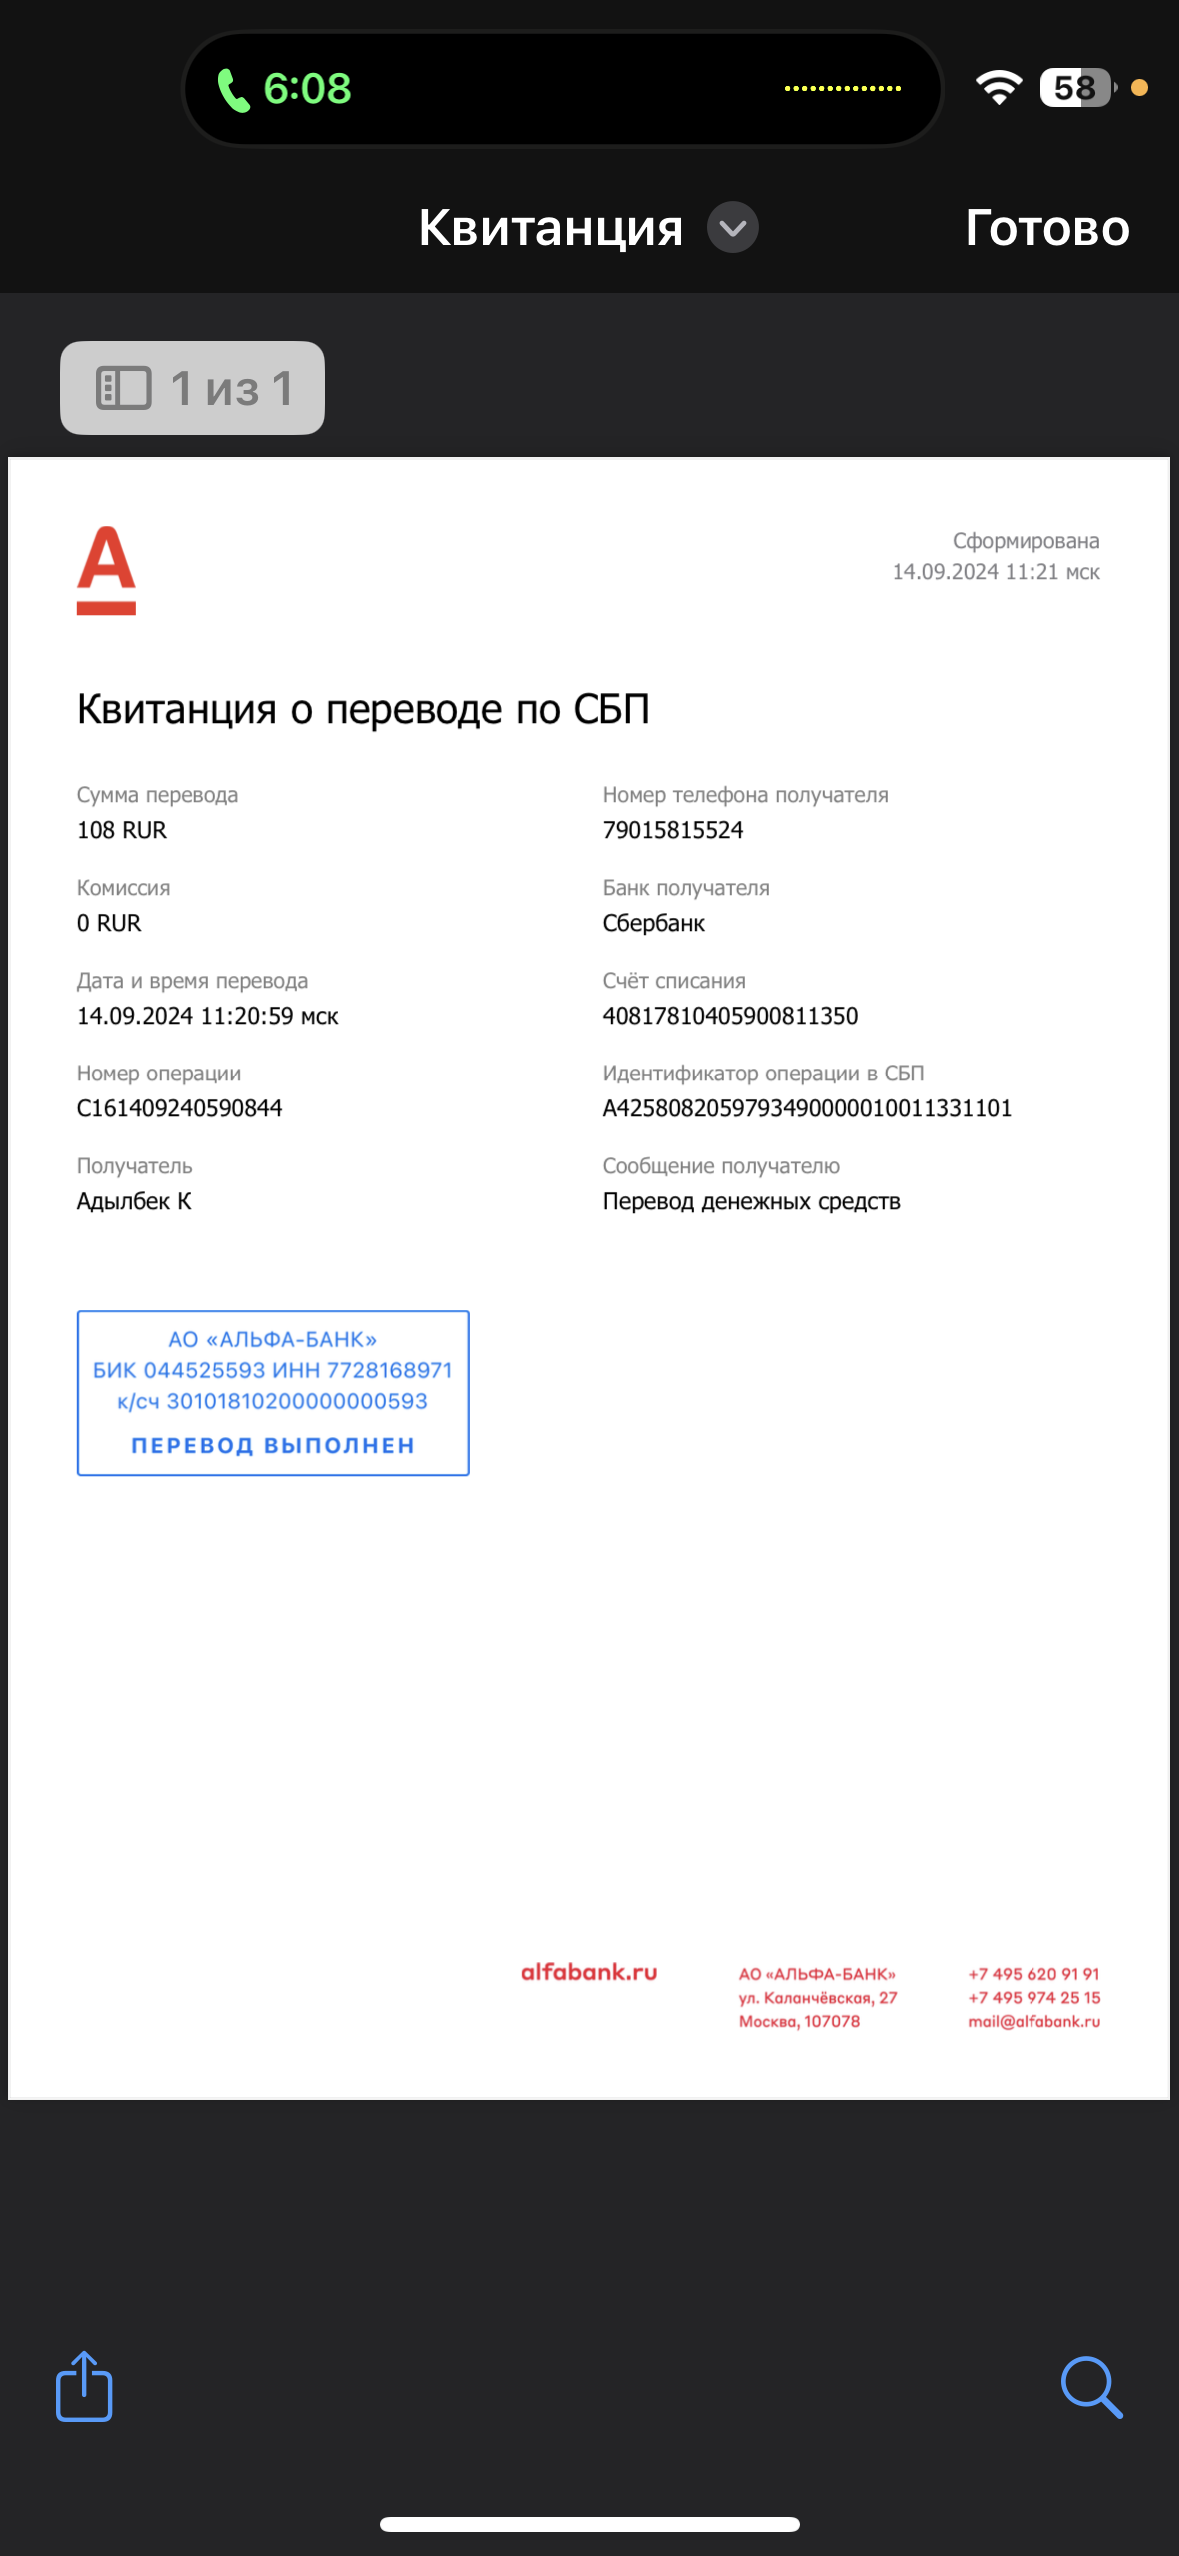 6:08
58
Квитанция
Готово
1 из 1
А
Сформирована
14.09.2024 11:21 мск
Квитанция о переводе по СБП
Сумма перевода
108 RUR
Номер телефона получателя
79015815524
Комиссия
0 RUR
Банк получателя
Сбербанк
Дата и время перевода
14.09.2024 11:20:59 мск
Счёт списания
40817810405900811350
Номер операции
C161409240590844
Идентификатор операции в СБП
A4258082059793490000010011331101
Получатель
Адылбек К
Сообщение получателю
Перевод денежных средств
АО «АЛЬФА-БАНК»
БИК 044525593 ИНН 7728168971
к/сч 30101810200000000593
ПЕРЕВОД ВЫПОЛНЕН
alfabank.ru
АО «АЛЬФА-БАНК»
ул. Каланчёвская, 27
Москва, 107078
+7 495 620 91 91
+7 495 974 25 15
mail@alfabank.ru